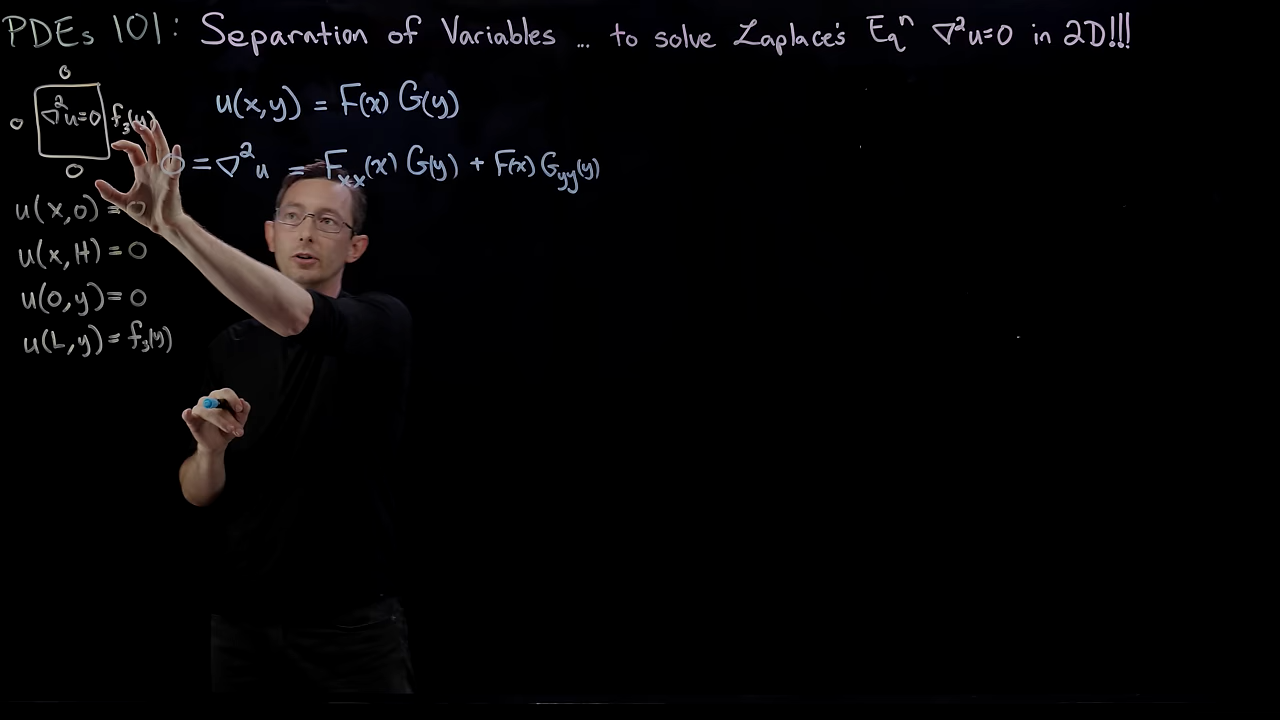 PDEs 101: Separation of Variables ... to solve Laplace's Eqⁿ ∇²u=0 in 2D!!!
0
0 ∇²u=0 f₃(y)
0
u(x,y) = F(x) G(y)
0 = ∇²u = Fₓₓ(x) G(y) + F(x) G_yy(y)
u(x,0) = 0
u(x,H) = 0
u(0,y) = 0
u(L,y) = f₃(y)